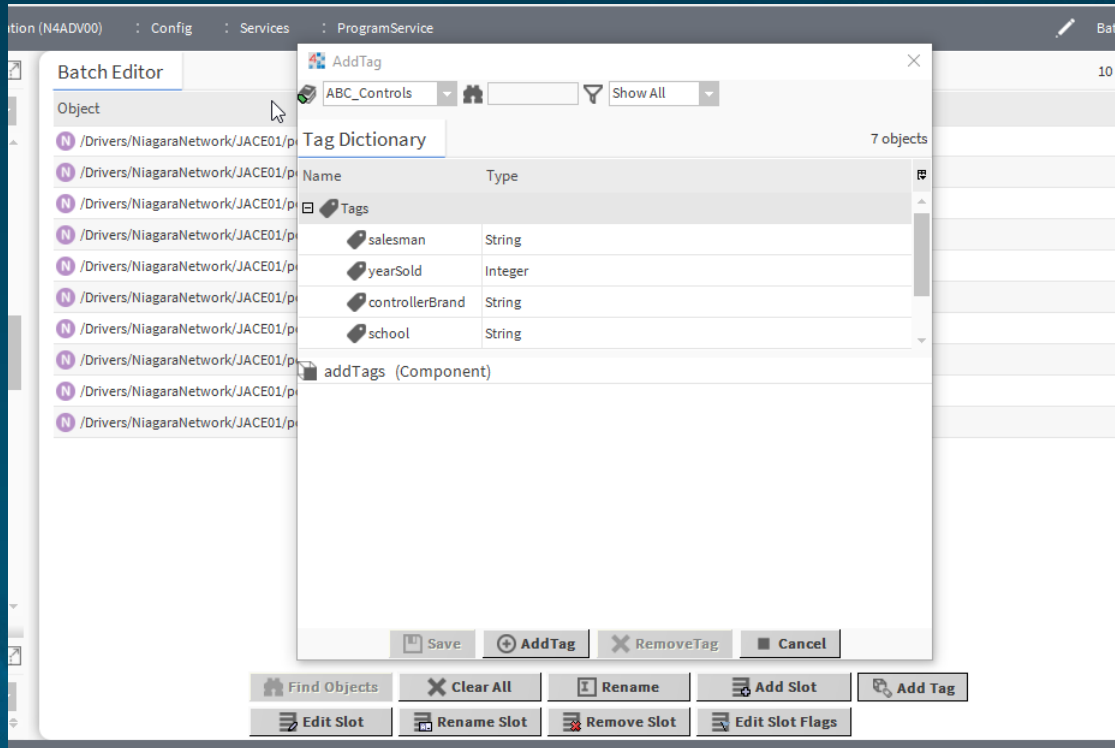 tion (N4ADV00) : Config : Services : ProgramService
Bat
Batch Editor
10
Object
N /Drivers/NiagaraNetwork/JACE01/p
N /Drivers/NiagaraNetwork/JACE01/p
N /Drivers/NiagaraNetwork/JACE01/p
N /Drivers/NiagaraNetwork/JACE01/p
N /Drivers/NiagaraNetwork/JACE01/p
N /Drivers/NiagaraNetwork/JACE01/p
N /Drivers/NiagaraNetwork/JACE01/p
N /Drivers/NiagaraNetwork/JACE01/p
N /Drivers/NiagaraNetwork/JACE01/p
N /Drivers/NiagaraNetwork/JACE01/p
AddTag
ABC_Controls Show All
Tag Dictionary 7 objects
Name Type
Tags
salesman String
yearSold Integer
controllerBrand String
school String
addTags (Component)
Save AddTag RemoveTag Cancel
Find Objects Clear All Rename Add Slot Add Tag
Edit Slot Rename Slot Remove Slot Edit Slot Flags